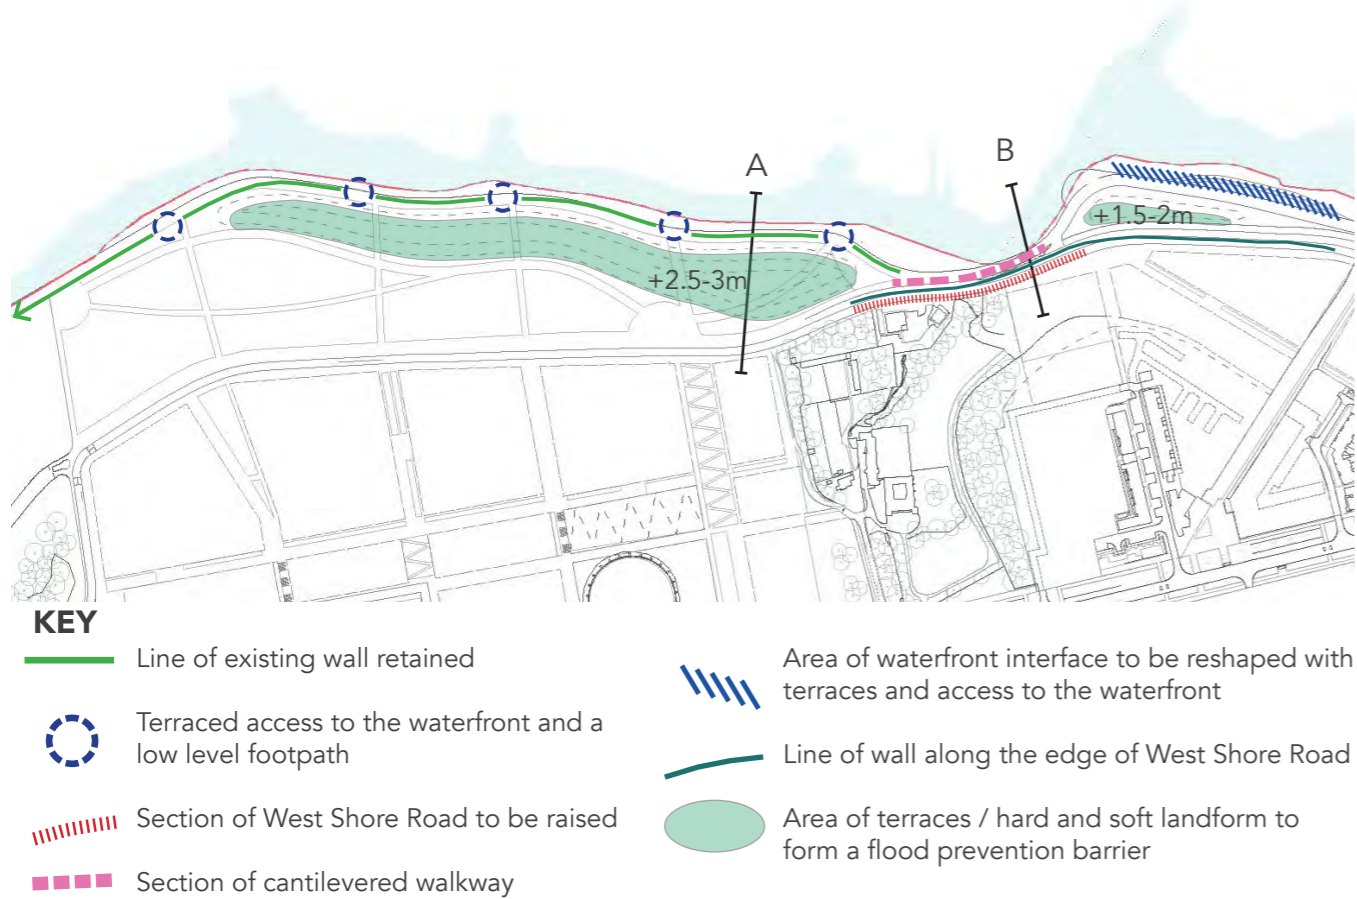 A
B
+1.5-2m
+2.5-3m
KEY
Line of existing wall retained
Terraced access to the waterfront and a
low level footpath
Section of West Shore Road to be raised
Section of cantilevered walkway
Area of waterfront interface to be reshaped with
terraces and access to the waterfront
Line of wall along the edge of West Shore Road
Area of terraces / hard and soft landform to
form a flood prevention barrier